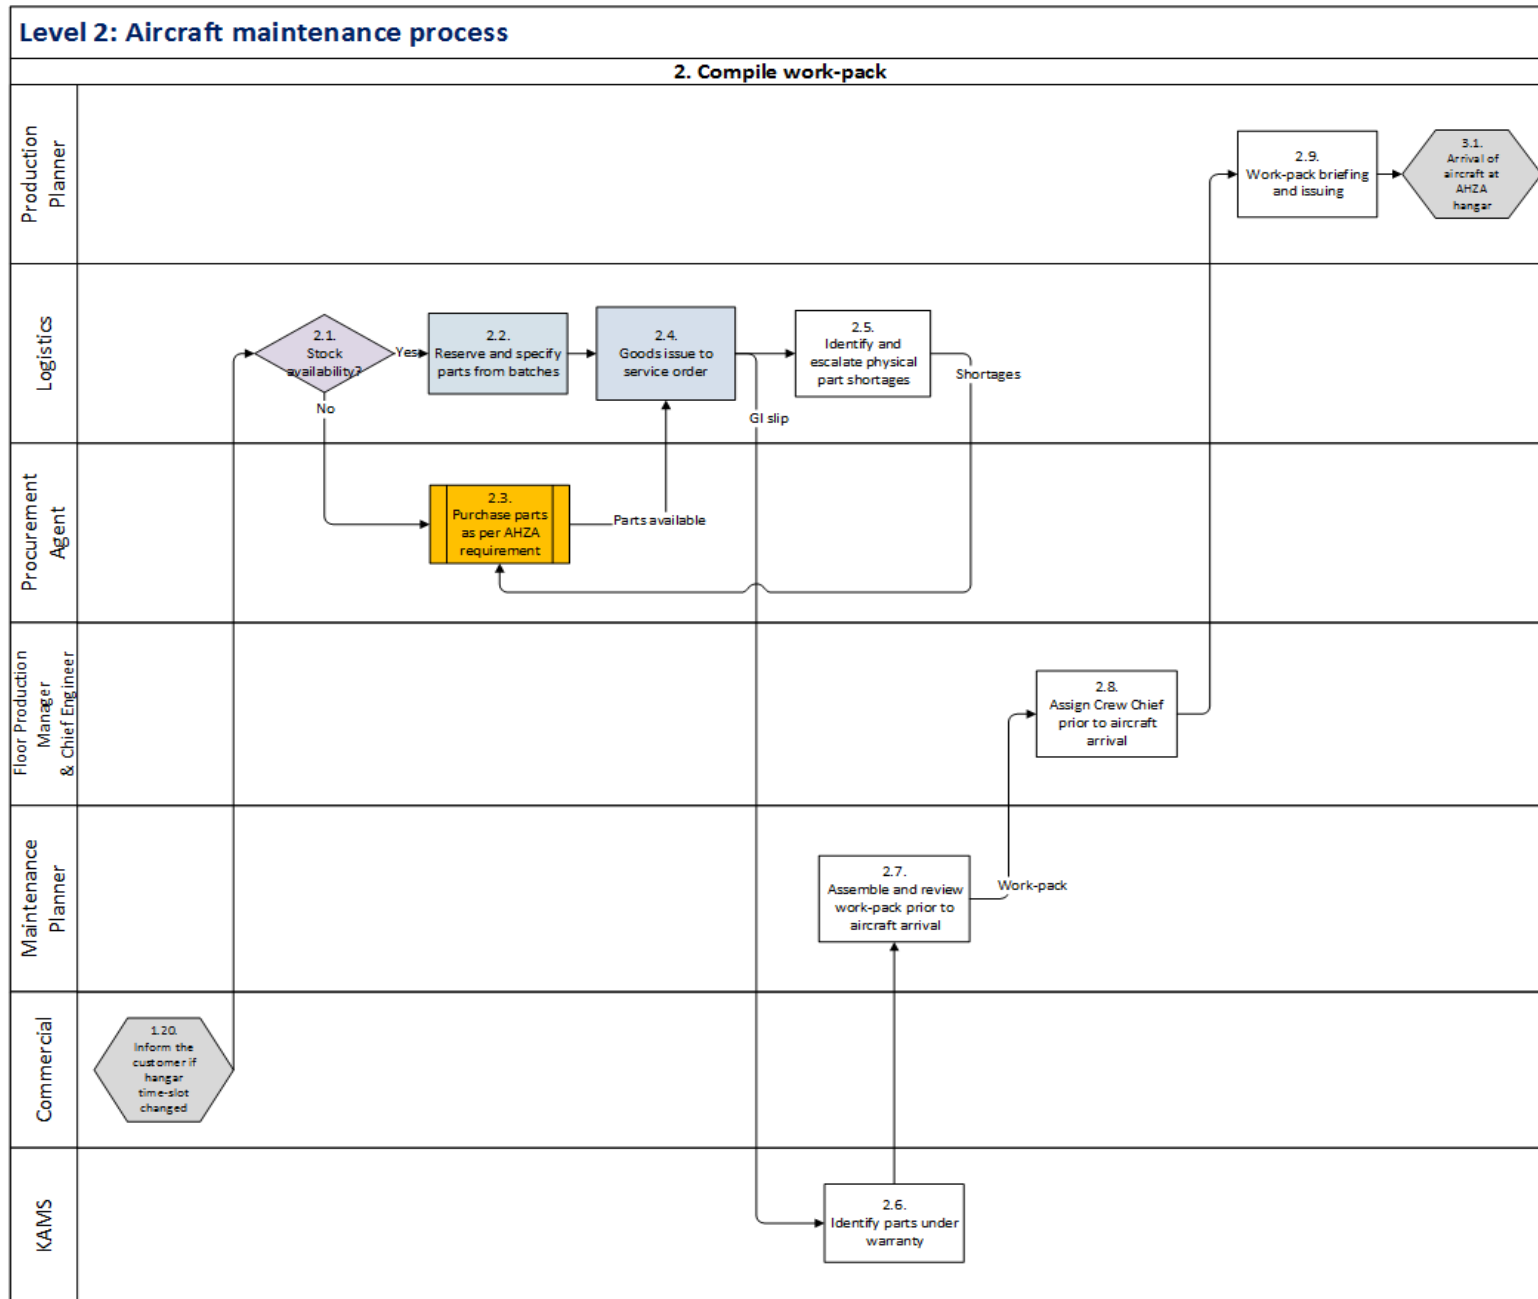 Level 2: Aircraft maintenance process
2. Compile work-pack
Production
Planner
2.9.
Work-pack briefing
and issuing
3.1.
Arrival of
aircraft at
AHZA
hangar
Logistics
2.1.
Stock
availability?
Yes
No
2.2.
Reserve and specify
parts from batches
2.4.
Goods issue to
service order
2.5.
Identify and
escalate physical
part shortages
Shortages
GI slip
Procurement
Agent
2.3.
Purchase parts
as per AHZA
requirement
Parts available
Floor Production
Manager
& Chief Engineer
2.8.
Assign Crew Chief
prior to aircraft
arrival
Maintenance
Planner
2.7.
Assemble and review
work-pack prior to
aircraft arrival
Work-pack
Commercial
1.20.
Inform the
customer if
hangar
time-slot
changed
KAMS
2.6.
Identify parts under
warranty